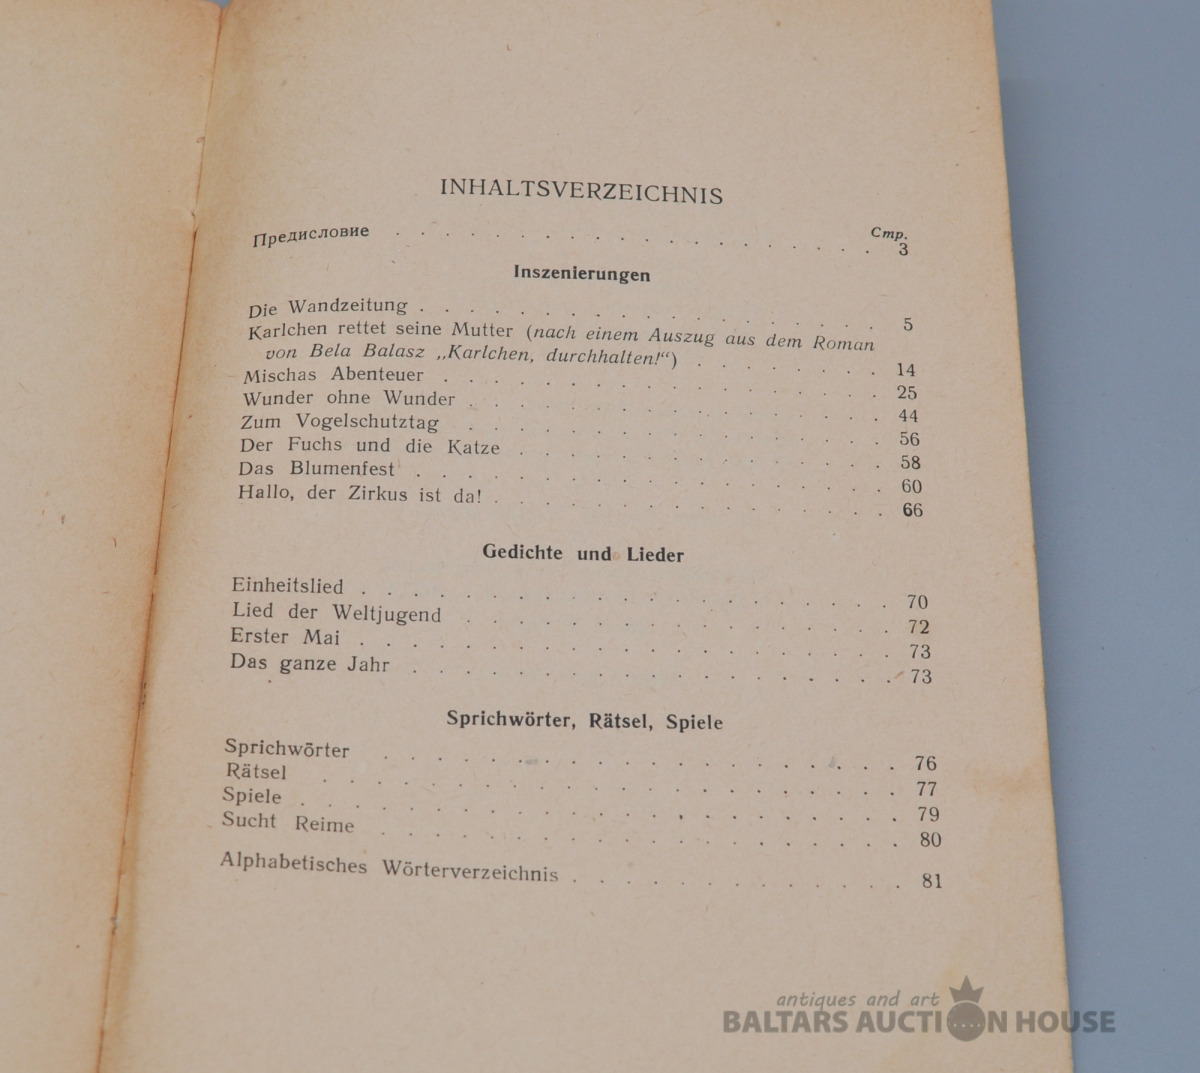 INHALTSVERZEICHNIS
Стр.
Предисловие . . . . . . . . . . . . . . . . . . 3
Inszenierungen
Die Wandzeitung . . . . . . . . . . . . . . . . . 5
Karlchen rettet seine Mutter (nach einem Auszug aus dem Roman
von Bela Balasz „Karlchen, durchhalten!“) . . . . . . . 14
Mischas Abenteuer . . . . . . . . . . . . . . . . 25
Wunder ohne Wunder . . . . . . . . . . . . . . . 44
Zum Vogelschutztag . . . . . . . . . . . . . . . 56
Der Fuchs und die Katze . . . . . . . . . . . . . 58
Das Blumenfest . . . . . . . . . . . . . . . . . 60
Hallo, der Zirkus ist da! . . . . . . . . . . . . . . 66
Gedichte und Lieder
Einheitslied . . . . . . . . . . . . . . . . . . . 70
Lied der Weltjugend . . . . . . . . . . . . . . . 72
Erster Mai . . . . . . . . . . . . . . . . . . . 73
Das ganze Jahr . . . . . . . . . . . . . . . . . 73
Sprichwörter, Rätsel, Spiele
Sprichwörter . . . . . . . . . . . . . . . . . . 76
Rätsel . . . . . . . . . . . . . . . . . . . . 77
Spiele . . . . . . . . . . . . . . . . . . . . . 79
Sucht Reime . . . . . . . . . . . . . . . . . . 80
Alphabetisches Wörterverzeichnis . . . . . . . . . . . 81
antiques and art
BALTARS AUCTION HOUSE